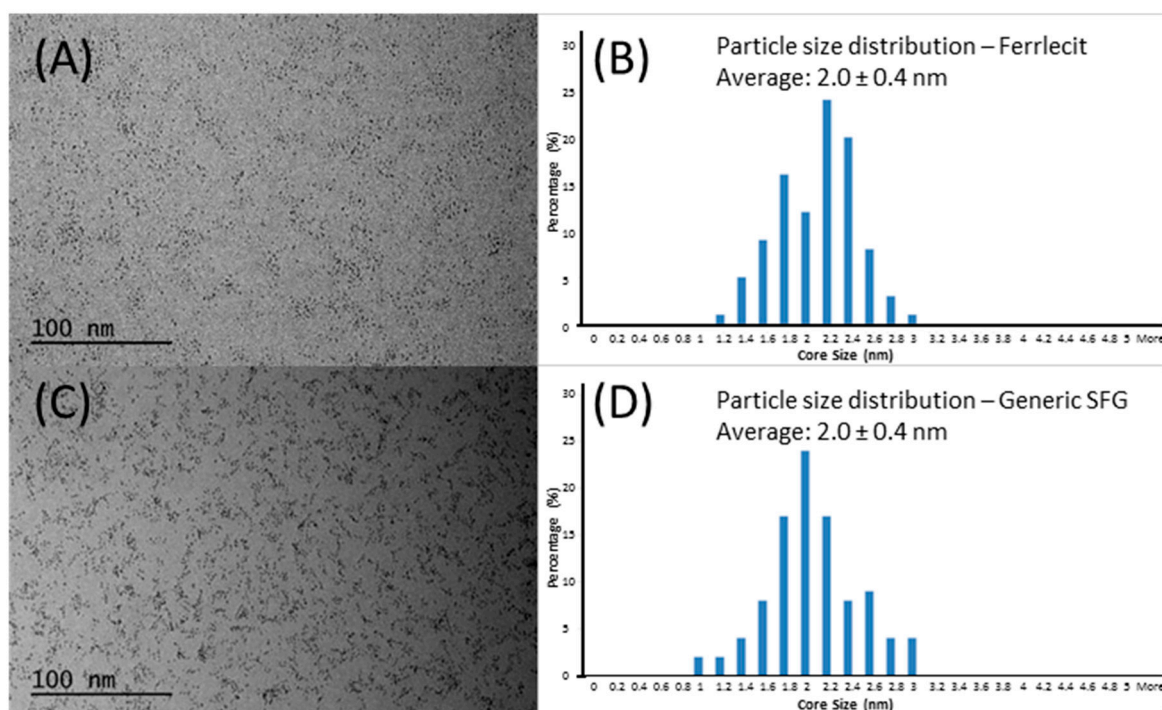 (A)
100 nm
(B)
Particle size distribution – Ferrlecit
Average: 2.0 ± 0.4 nm
Percentage (%)
30
25
20
15
10
5
0
0 0.2 0.4 0.6 0.8 1 1.2 1.4 1.6 1.8 2 2.2 2.4 2.6 2.8 3 3.2 3.4 3.6 3.8 4 4.2 4.4 4.6 4.8 5 More
Core Size (nm)
(C)
100 nm
(D)
Particle size distribution – Generic SFG
Average: 2.0 ± 0.4 nm
Percentage (%)
30
25
20
15
10
5
0
0 0.2 0.4 0.6 0.8 1 1.2 1.4 1.6 1.8 2 2.2 2.4 2.6 2.8 3 3.2 3.4 3.6 3.8 4 4.2 4.4 4.6 4.8 5 More
Core Size (nm)